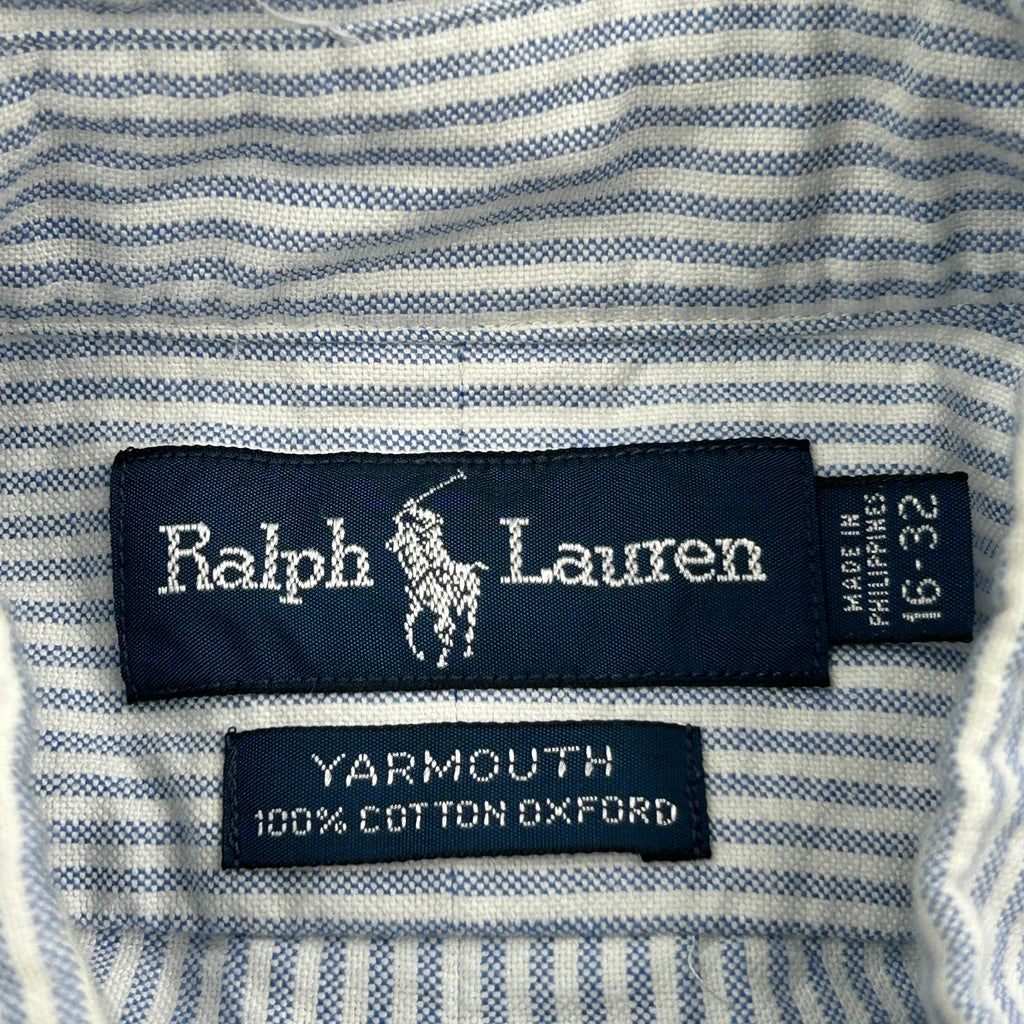 Ralph Lauren
MADE IN
PHILIPPINES
16-32
YARMOUTH
100% COTTON OXFORD